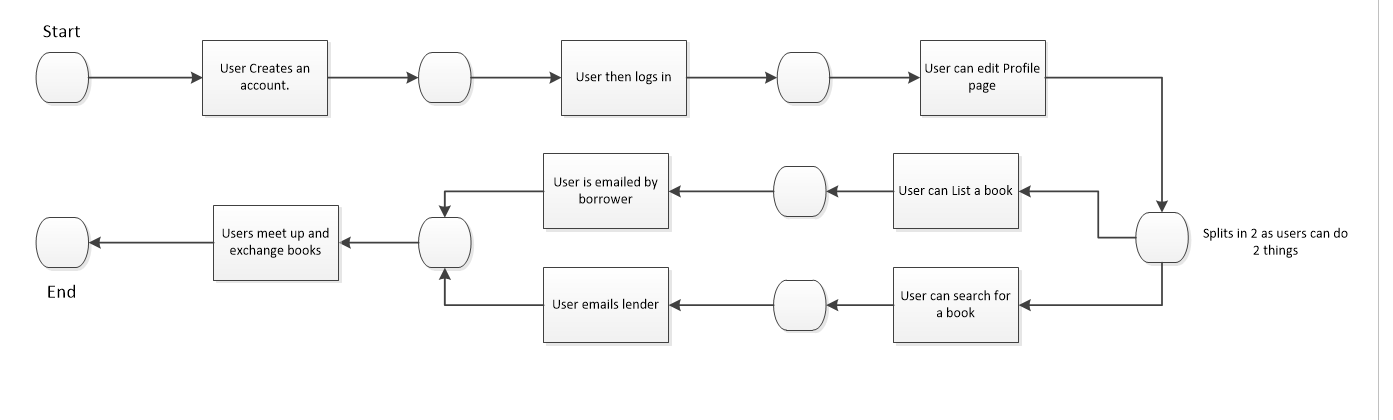 Start
User Creates an
account.
User then logs in
User can edit Profile
page
User is emailed by
borrower
User can List a book
Users meet up and
exchange books
Splits in 2 as users can do
2 things
End
User emails lender
User can search for
a book